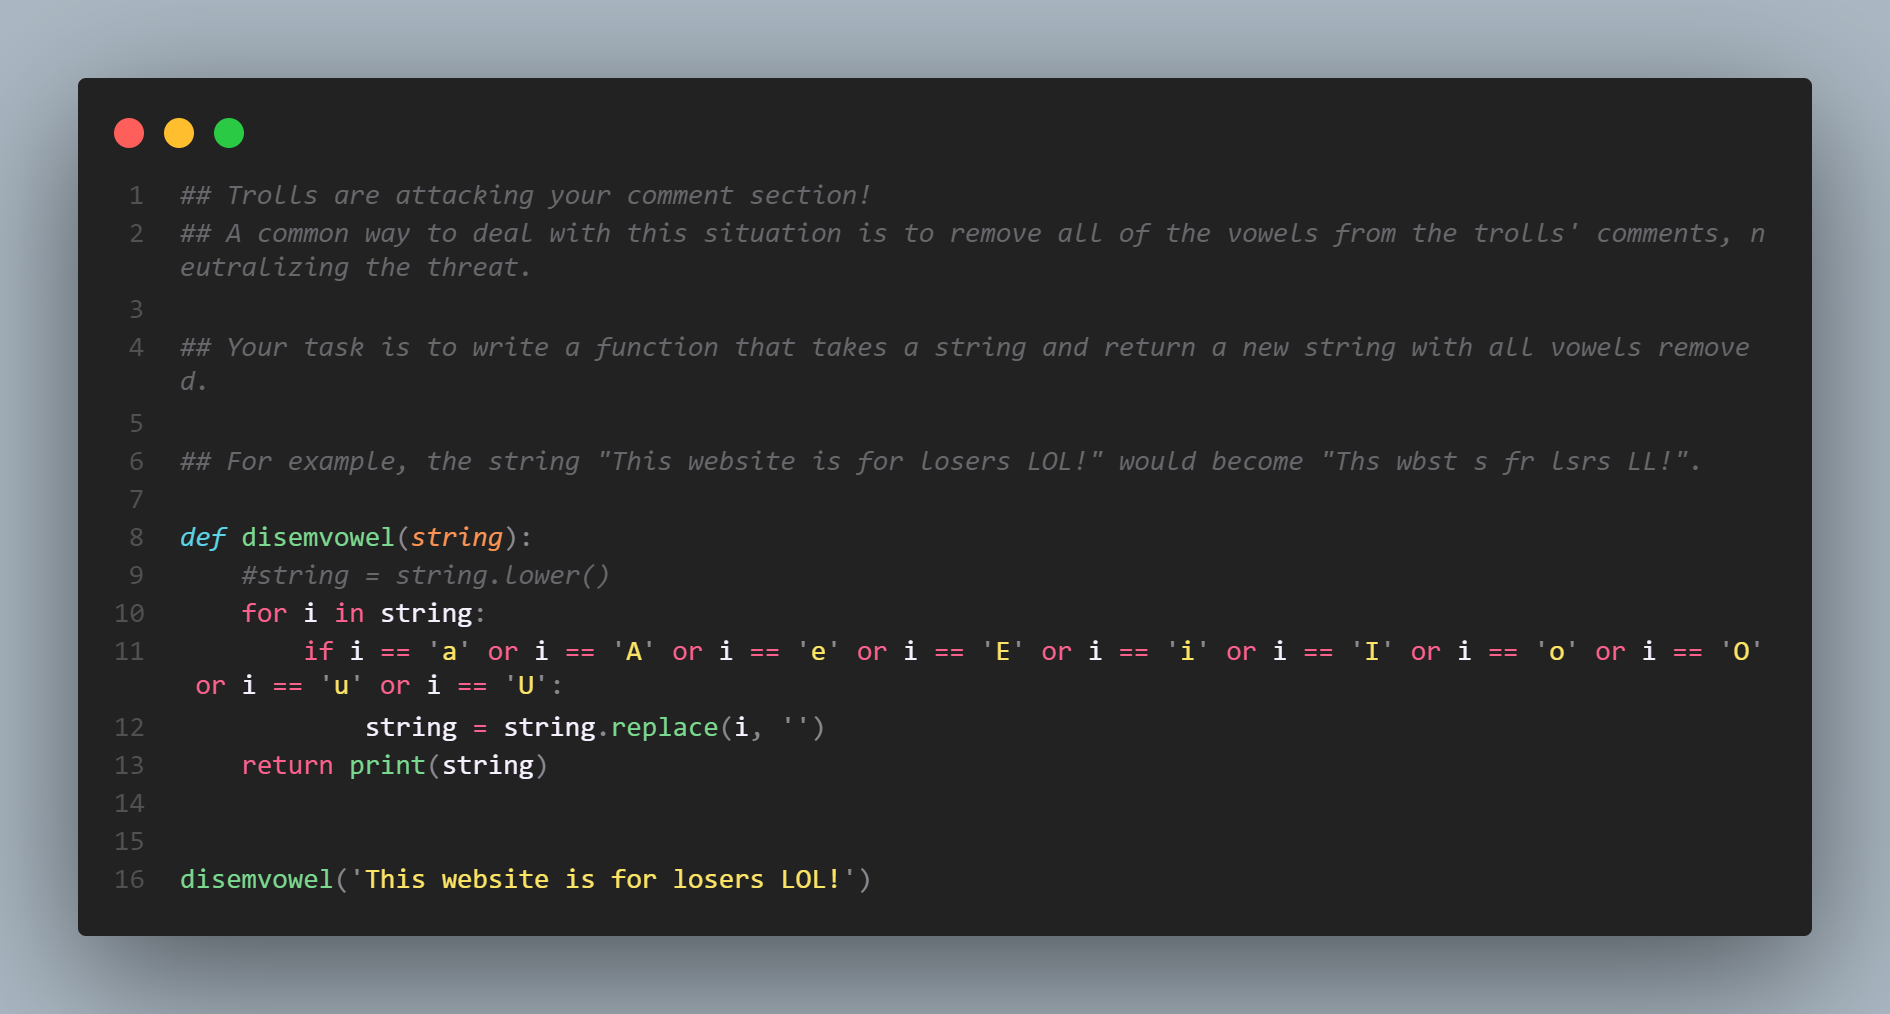 1 ## Trolls are attacking your comment section!
2 ## A common way to deal with this situation is to remove all of the vowels from the trolls' comments, n
eutralizing the threat.
3
4 ## Your task is to write a function that takes a string and return a new string with all vowels remove
d.
5
6 ## For example, the string "This website is for losers LOL!" would become "Ths wbst s fr lsrs LL!".
7
8 def disemvowel(string):
9     #string = string.lower()
10     for i in string:
11         if i == 'a' or i == 'A' or i == 'e' or i == 'E' or i == 'i' or i == 'I' or i == 'o' or i == 'O'
 or i == 'u' or i == 'U':
12             string = string.replace(i, '')
13     return print(string)
14
15
16 disemvowel('This website is for losers LOL!')